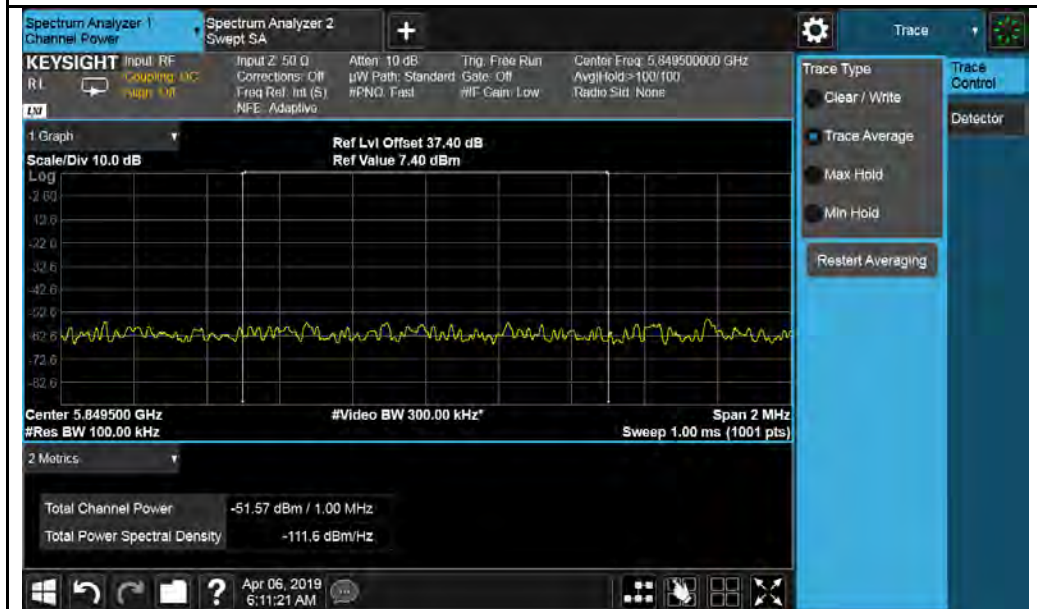 Spectrum Analyzer 1
Channel Power
Spectrum Analyzer 2
Swept SA
+
Trace
KEYSIGHT
RL
Input: RF
Coupling: DC
Align: Off
Input Z: 50 Ω
Corrections: Off
Freq Ref: Int (S)
NFE: Adaptive
Atten: 10 dB
µW Path: Standard
#PNO: Fast
Trig: Free Run
Gate: Off
#IF Gain: Low
Center Freq: 5.849500000 GHz
Avg|Hold:>100/100
Radio Std: None
Trace Type
Clear / Write
Trace Average
Max Hold
Min Hold
Restart Averaging
Trace
Control
Detector
1 Graph
Scale/Div 10.0 dB
Ref Lvl Offset 37.40 dB
Ref Value 7.40 dBm
Log
-2.60
-12.6
-22.6
-32.6
-42.6
-52.6
-62.6
-72.6
-82.6
Center 5.849500 GHz
#Video BW 300.00 kHz*
Span 2 MHz
#Res BW 100.00 kHz
Sweep 1.00 ms (1001 pts)
2 Metrics
Total Channel Power -51.57 dBm / 1.00 MHz
Total Power Spectral Density -111.6 dBm/Hz
?
Apr 06, 2019
6:11:21 AM